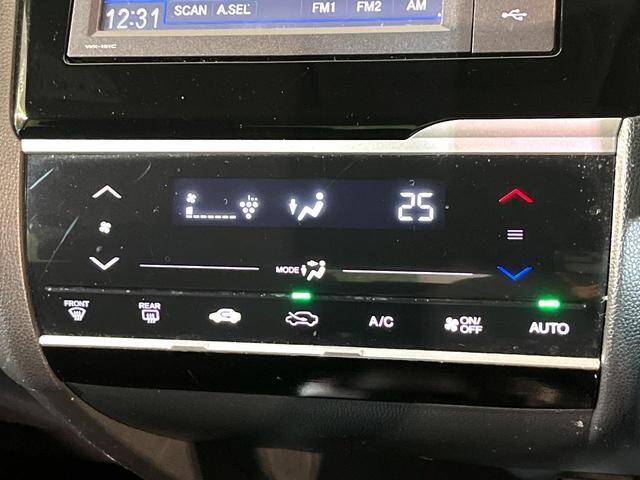 12:31 SCAN A.SEL FM1 FM2 AM
25
MODE
FRONT REAR A/C ON/OFF AUTO